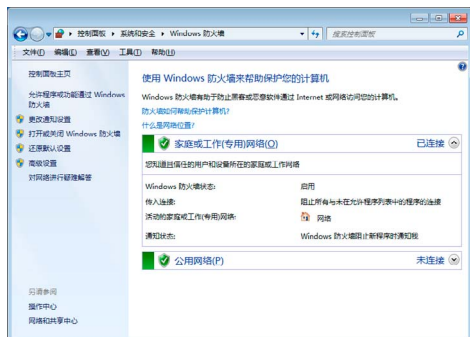 控制面板 ▸ 系统和安全 ▸ Windows 防火墙
搜索控制面板
文件(F) 编辑(E) 查看(V) 工具(T) 帮助(H)
控制面板主页
允许程序或功能通过 Windows
防火墙
更改通知设置
打开或关闭 Windows 防火墙
还原默认设置
高级设置
对网络进行疑难解答
另请参阅
操作中心
网络和共享中心
使用 Windows 防火墙来帮助保护您的计算机
Windows 防火墙有助于防止黑客或恶意软件通过 Internet 或网络访问您的计算机。
防火墙如何帮助保护计算机?
什么是网络位置?
家庭或工作(专用)网络(O) 已连接
您知道且信任的用户和设备所在的家庭或工作网络
Windows 防火墙状态: 启用
传入连接: 阻止所有与未在允许程序列表中的程序的连接
活动的家庭或工作(专用)网络: 网络
通知状态: Windows 防火墙阻止新程序时通知我
公用网络(P) 未连接